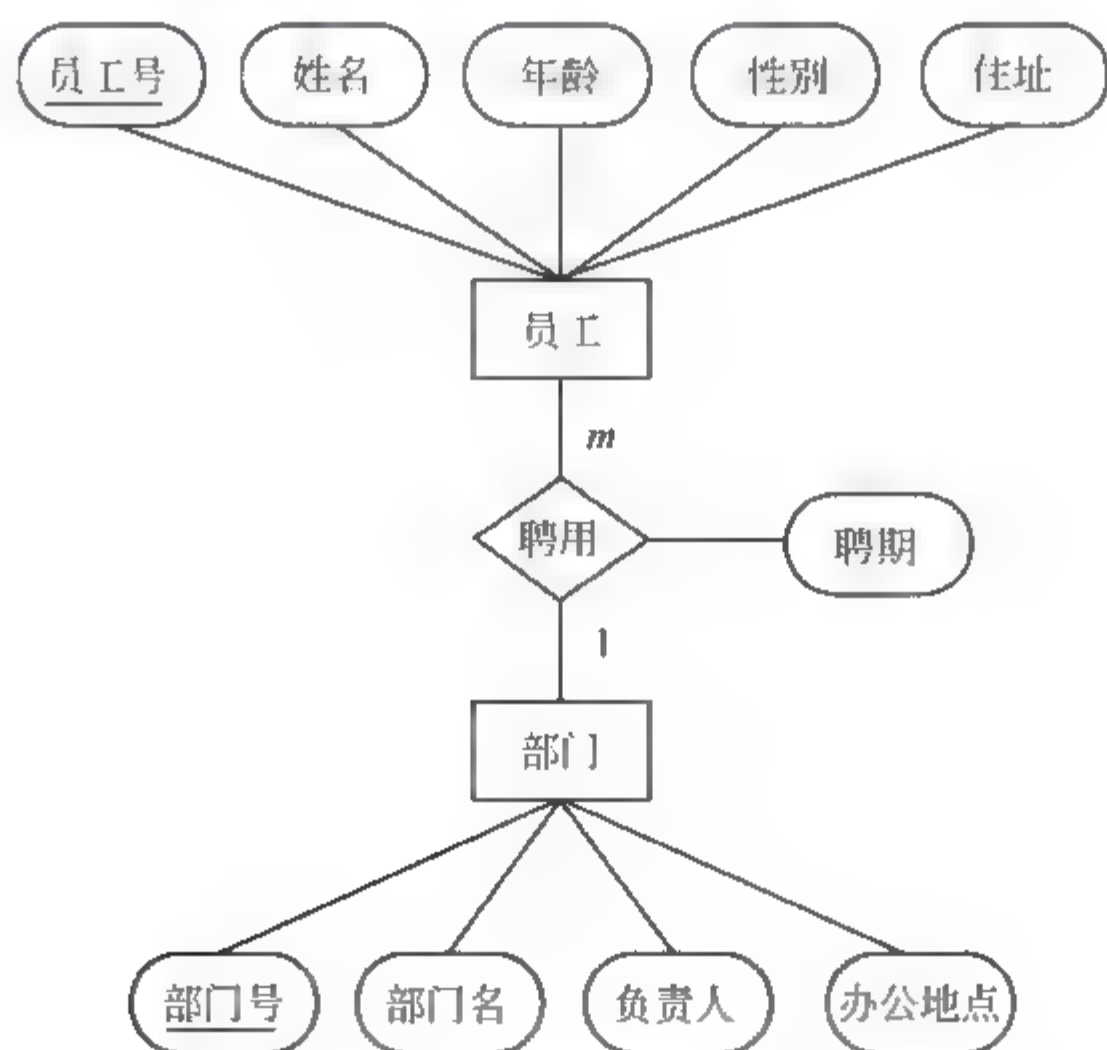 员工号 姓名 年龄 性别 住址
员工
m
聘用 聘期
1
部门
部门号 部门名 负责人 办公地点